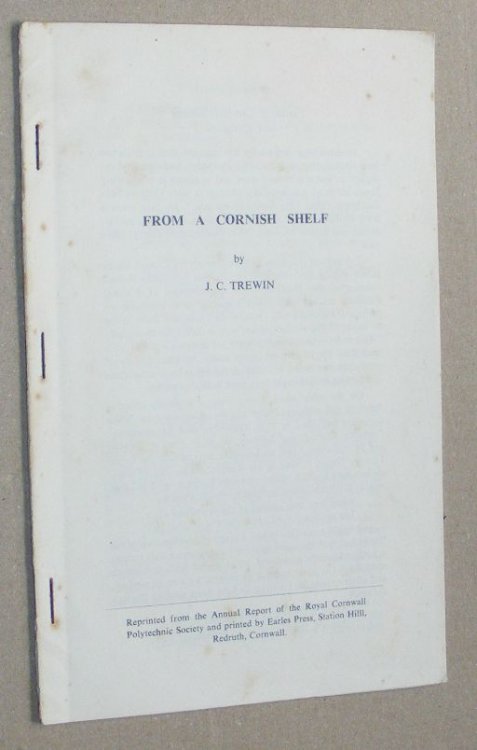 FROM A CORNISH SHELF
by
J. C. TREWIN
Reprinted from the Annual Report of the Royal Cornwall
Polytechnic Society and printed by Earles Press, Station Hilll,
Redruth, Cornwall.